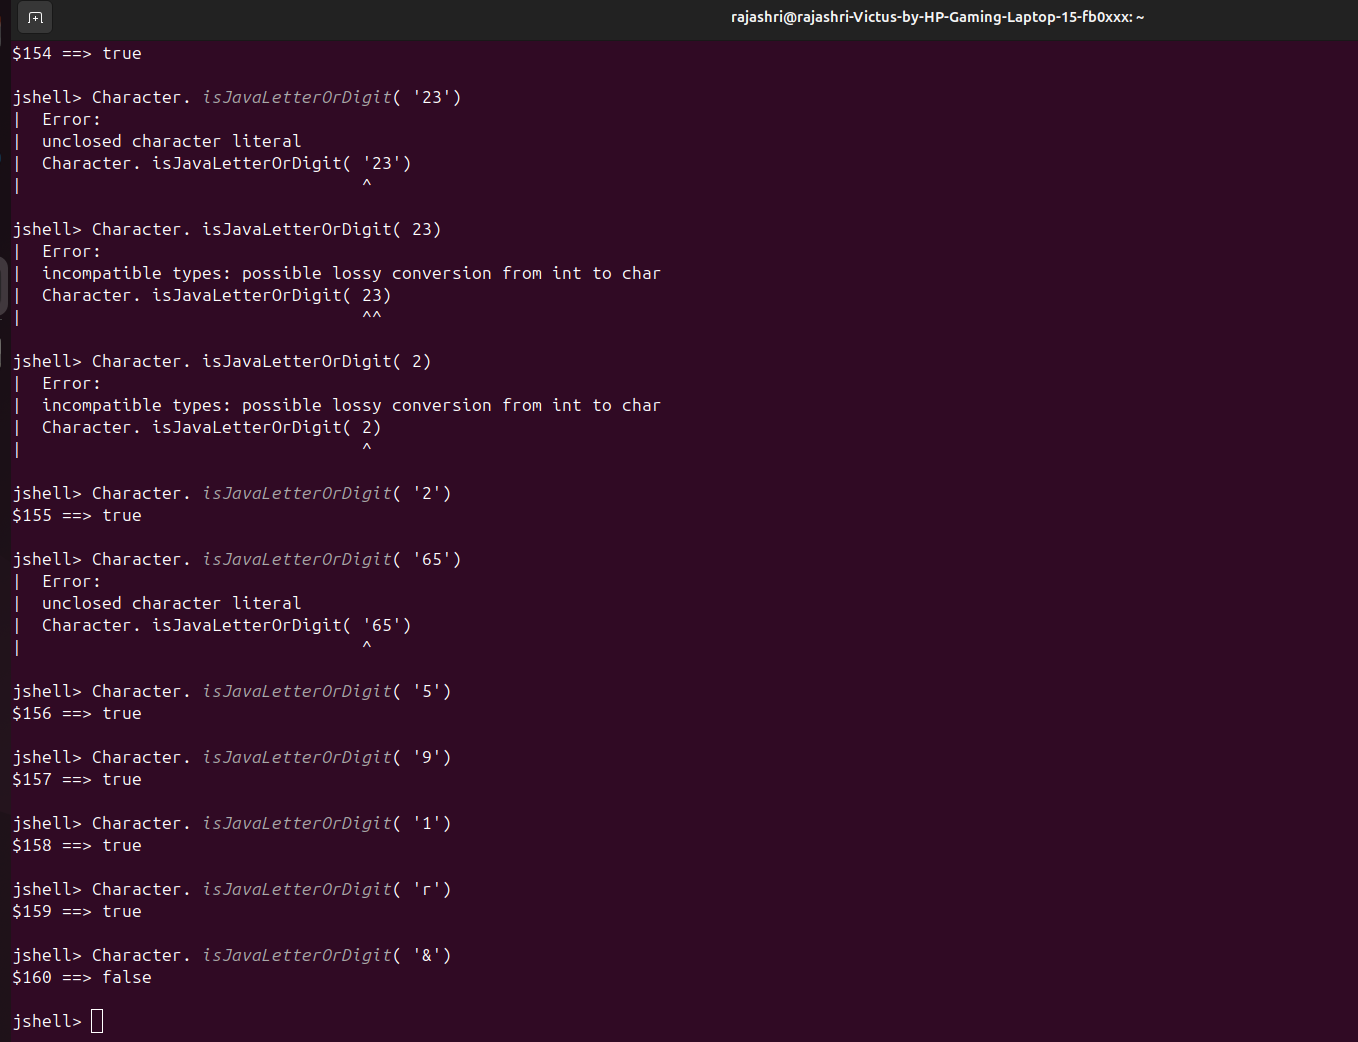 rajashri@rajashri-Victus-by-HP-Gaming-Laptop-15-fb0xxx: ~
$154 ==> true
jshell> Character. isJavaLetterOrDigit( '23')
|  Error:
|  unclosed character literal
|  Character. isJavaLetterOrDigit( '23')
|                                  ^
jshell> Character. isJavaLetterOrDigit( 23)
|  Error:
|  incompatible types: possible lossy conversion from int to char
|  Character. isJavaLetterOrDigit( 23)
|                                  ^^
jshell> Character. isJavaLetterOrDigit( 2)
|  Error:
|  incompatible types: possible lossy conversion from int to char
|  Character. isJavaLetterOrDigit( 2)
|                                  ^
jshell> Character. isJavaLetterOrDigit( '2')
$155 ==> true
jshell> Character. isJavaLetterOrDigit( '65')
|  Error:
|  unclosed character literal
|  Character. isJavaLetterOrDigit( '65')
|                                  ^
jshell> Character. isJavaLetterOrDigit( '5')
$156 ==> true
jshell> Character. isJavaLetterOrDigit( '9')
$157 ==> true
jshell> Character. isJavaLetterOrDigit( '1')
$158 ==> true
jshell> Character. isJavaLetterOrDigit( 'r')
$159 ==> true
jshell> Character. isJavaLetterOrDigit( '&')
$160 ==> false
jshell>